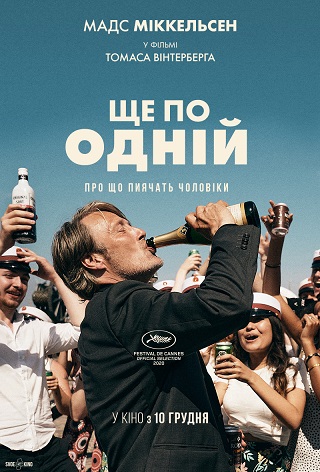 МАДС МІККЕЛЬСЕН
У ФІЛЬМІ
ТОМАСА ВІНТЕРБЕРГА
ЩЕ ПО
ОДНІЙ
ПРО ЩО ПИЯЧАТЬ ЧОЛОВІКИ
FESTIVAL DE CANNES
OFFICIAL SELECTION
2020
У КІНО З 10 ГРУДНЯ